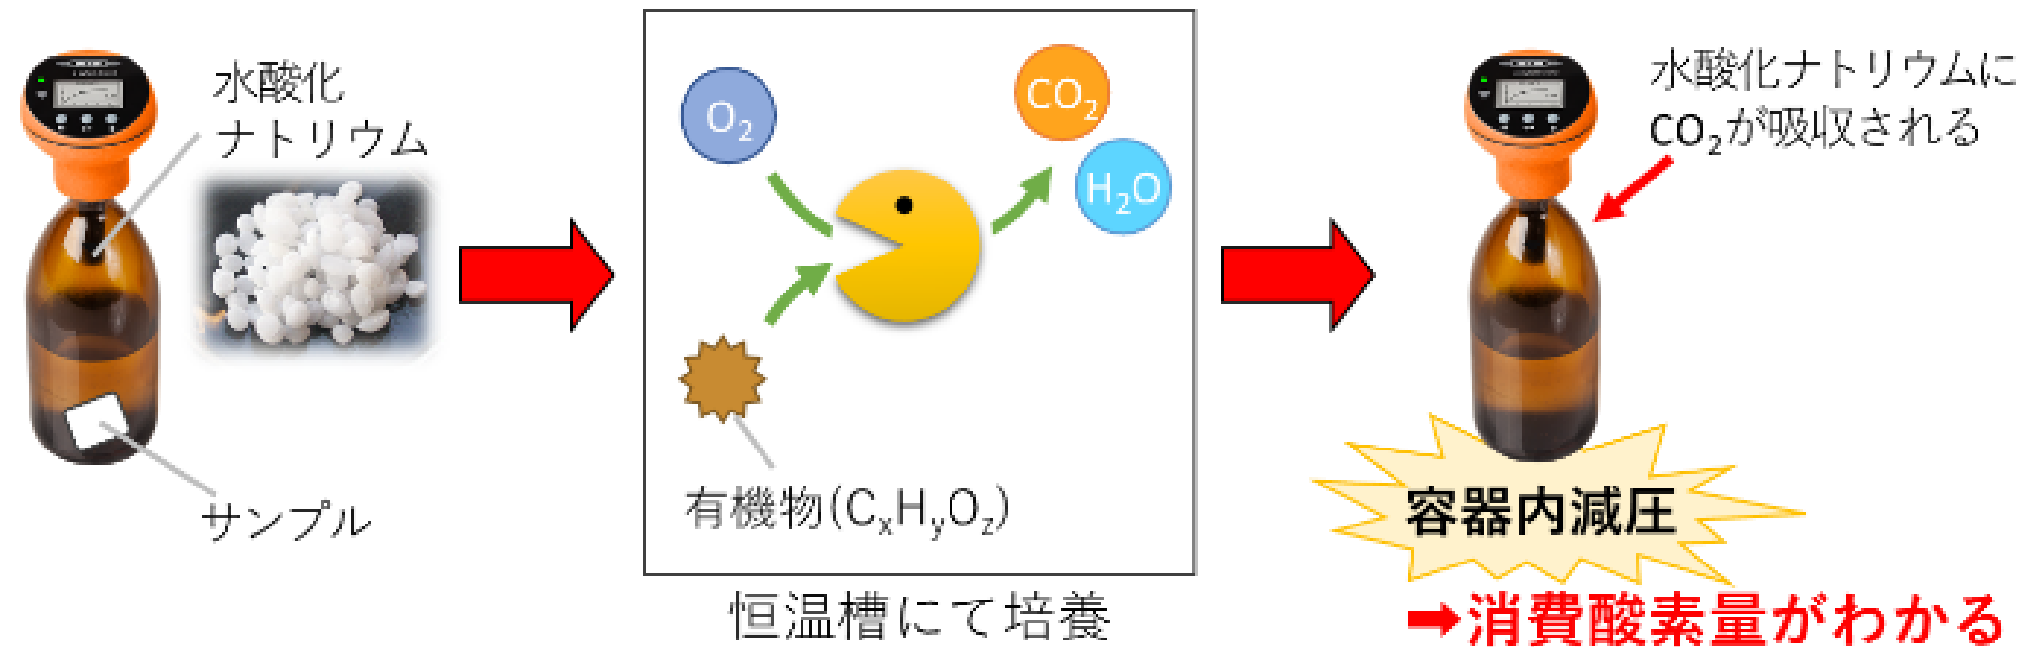 水酸化
ナトリウム
サンプル
O₂
CO₂
H₂O
有機物(CₓHᵧO𝓏)
恒温槽にて培養
水酸化ナトリウムに
CO₂が吸収される
容器内減圧
➡消費酸素量がわかる